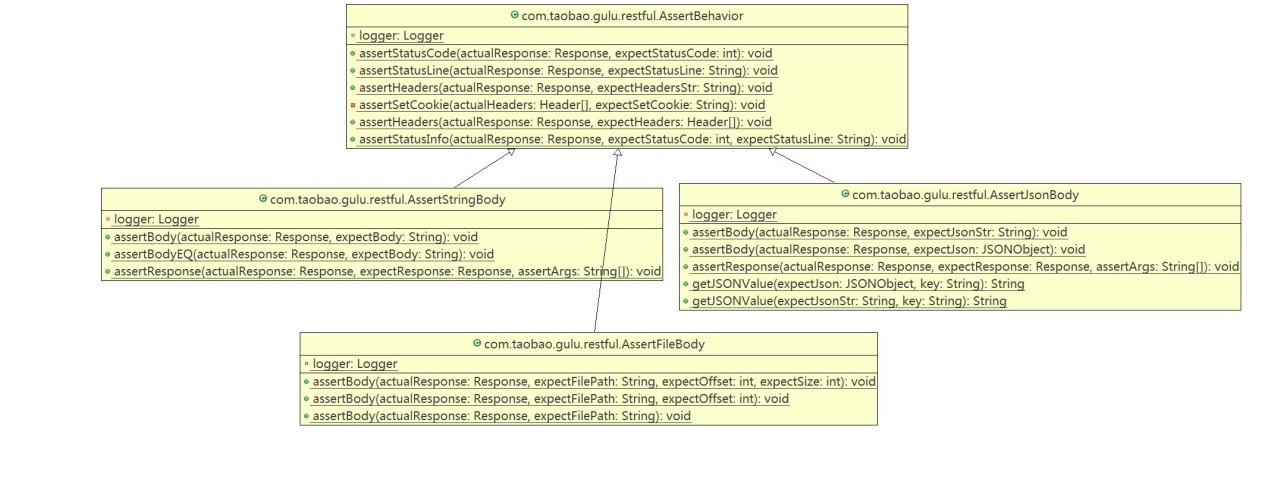 com.taobao.gulu.restful.AssertBehavior
logger: Logger
assertStatusCode(actualResponse: Response, expectStatusCode: int): void
assertStatusLine(actualResponse: Response, expectStatusLine: String): void
assertHeaders(actualResponse: Response, expectHeadersStr: String): void
assertSetCookie(actualHeaders: Header[], expectSetCookie: String): void
assertHeaders(actualResponse: Response, expectHeaders: Header[]): void
assertStatusInfo(actualResponse: Response, expectStatusCode: int, expectStatusLine: String): void
com.taobao.gulu.restful.AssertStringBody
logger: Logger
assertBody(actualResponse: Response, expectBody: String): void
assertBodyEQ(actualResponse: Response, expectBody: String): void
assertResponse(actualResponse: Response, expectResponse: Response, assertArgs: String[]): void
com.taobao.gulu.restful.AssertJsonBody
logger: Logger
assertBody(actualResponse: Response, expectJsonStr: String): void
assertBody(actualResponse: Response, expectJson: JSONObject): void
assertResponse(actualResponse: Response, expectResponse: Response, assertArgs: String[]): void
getJSONValue(expectJson: JSONObject, key: String): String
getJSONValue(expectJsonStr: String, key: String): String
com.taobao.gulu.restful.AssertFileBody
logger: Logger
assertBody(actualResponse: Response, expectFilePath: String, expectOffset: int, expectSize: int): void
assertBody(actualResponse: Response, expectFilePath: String, expectOffset: int): void
assertBody(actualResponse: Response, expectFilePath: String): void